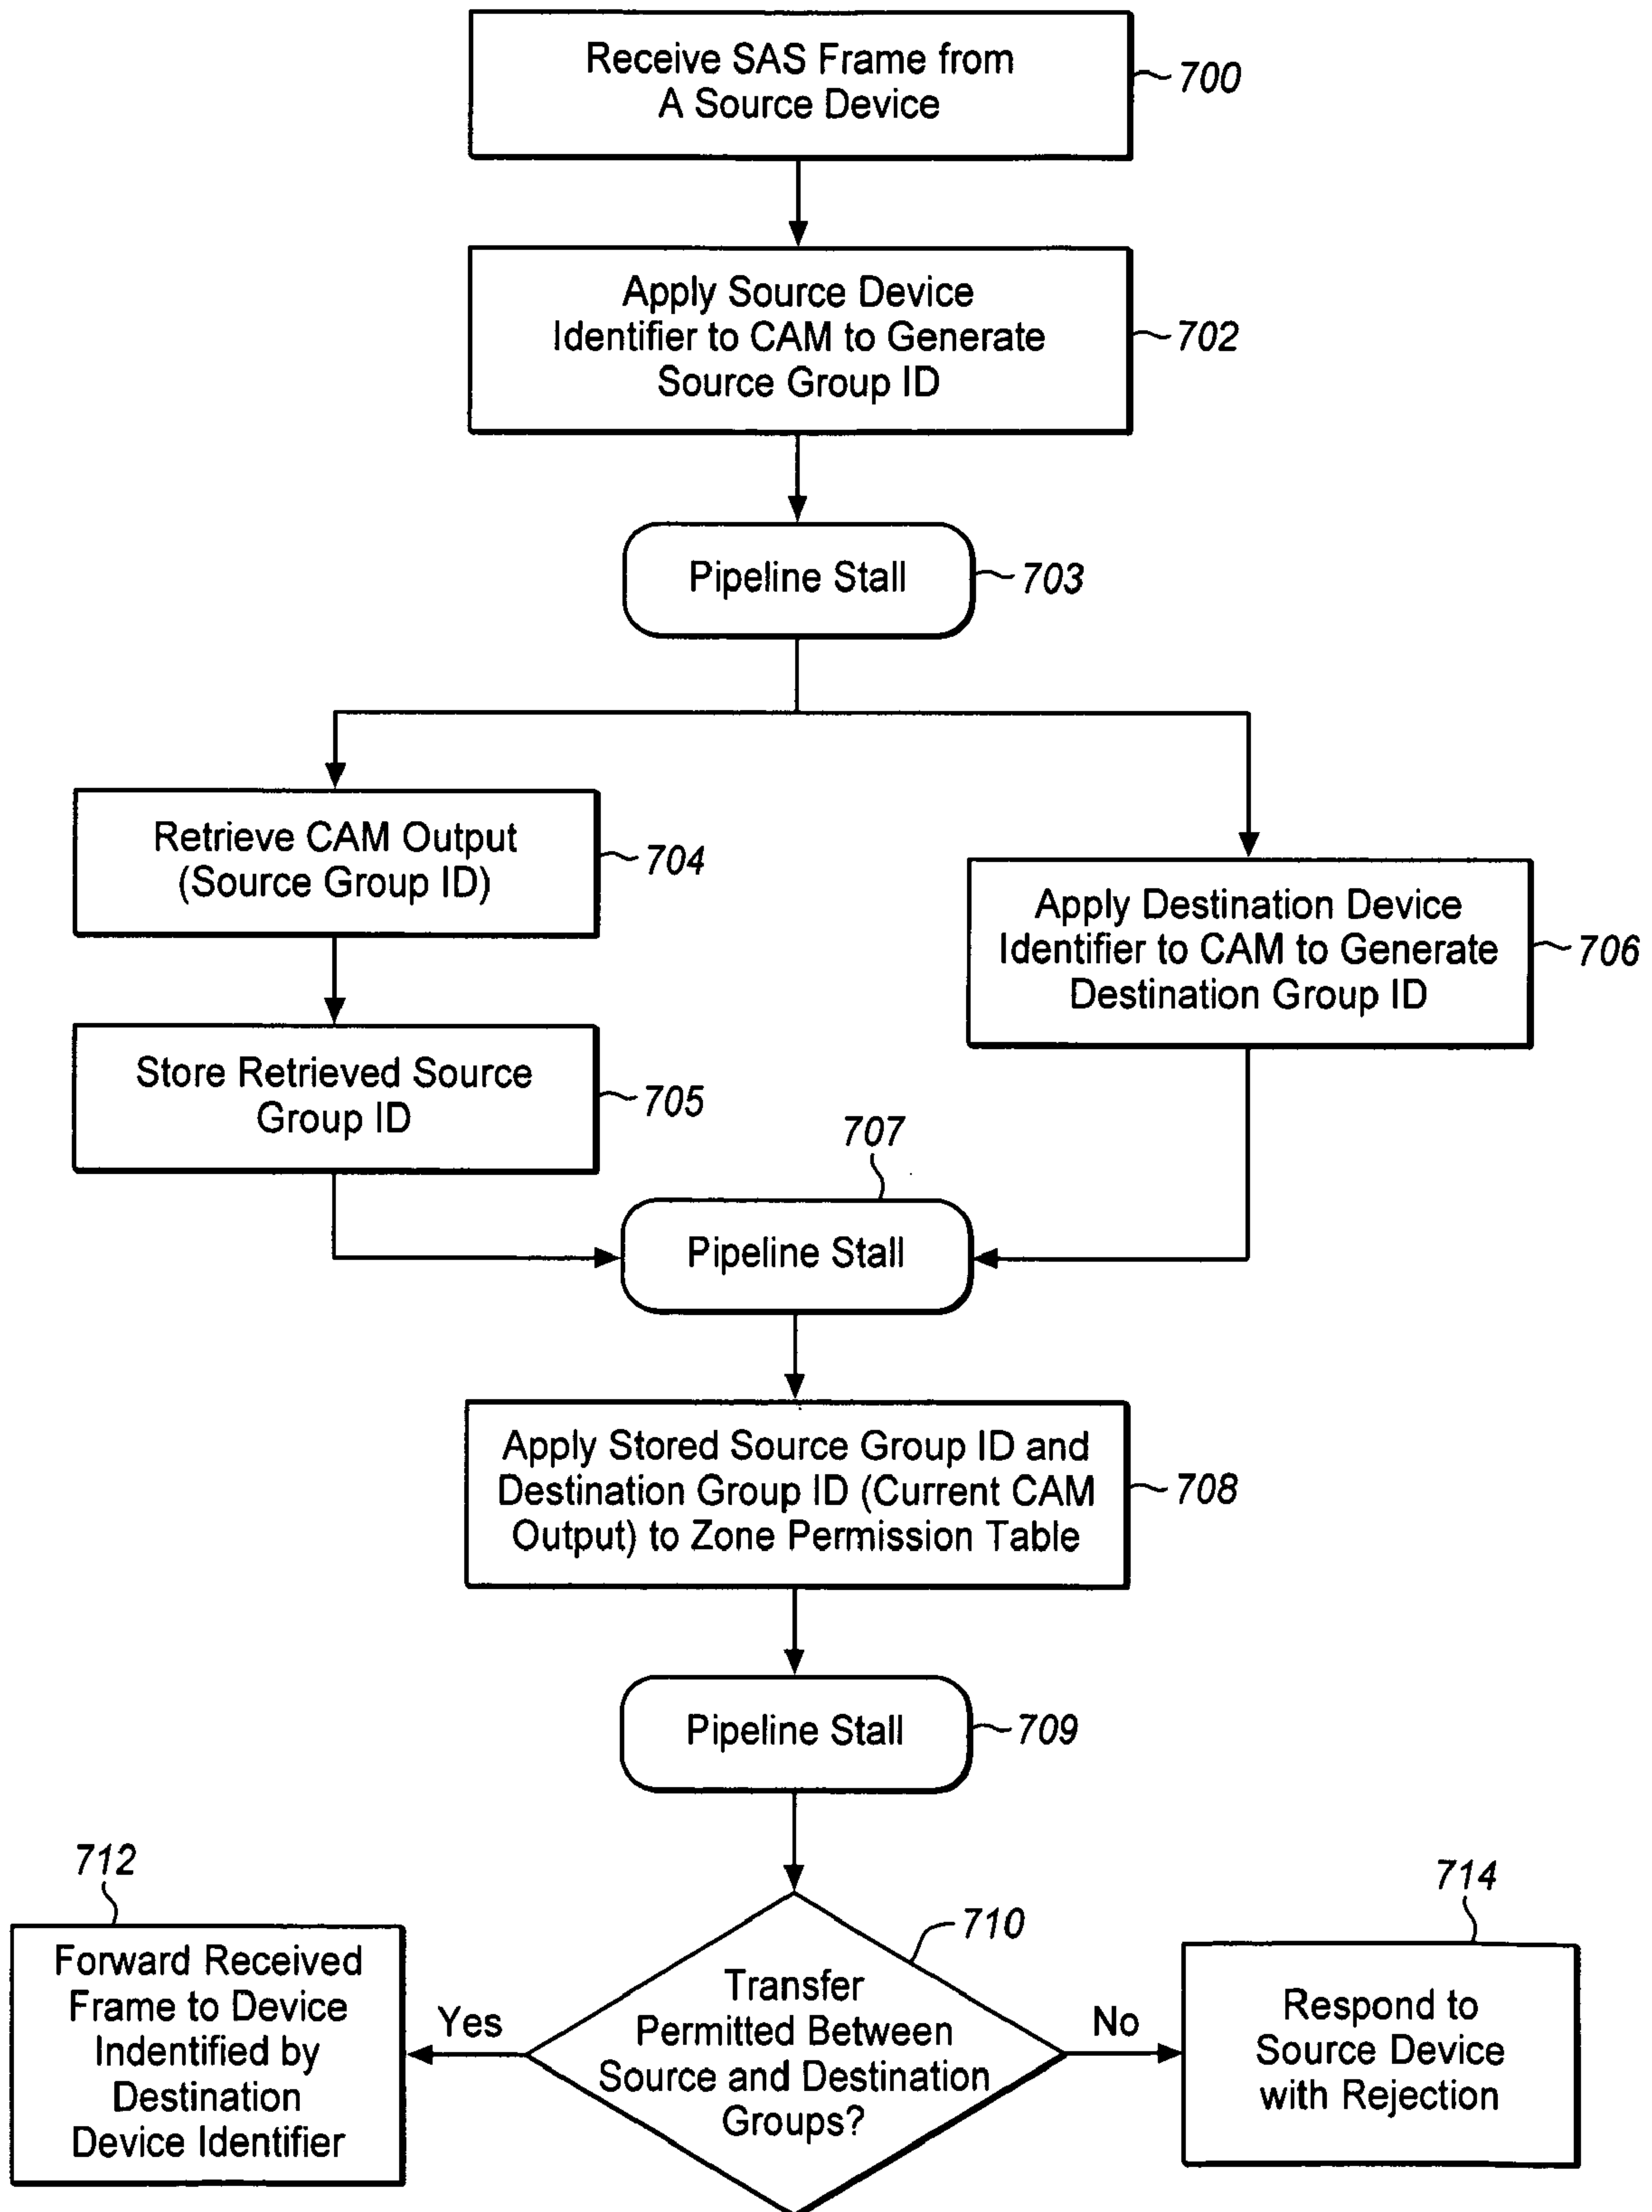 Receive SAS Frame from
A Source Device
700
Apply Source Device
Identifier to CAM to Generate
Source Group ID
702
Pipeline Stall
703
Retrieve CAM Output
(Source Group ID)
704
Apply Destination Device
Identifier to CAM to Generate
Destination Group ID
706
Store Retrieved Source
Group ID
705
707
Pipeline Stall
Apply Stored Source Group ID and
Destination Group ID (Current CAM
Output) to Zone Permission Table
708
Pipeline Stall
709
712
Forward Received
Frame to Device
Indentified by
Destination
Device Identifier
Yes
710
Transfer
Permitted Between
Source and Destination
Groups?
No
714
Respond to
Source Device
with Rejection